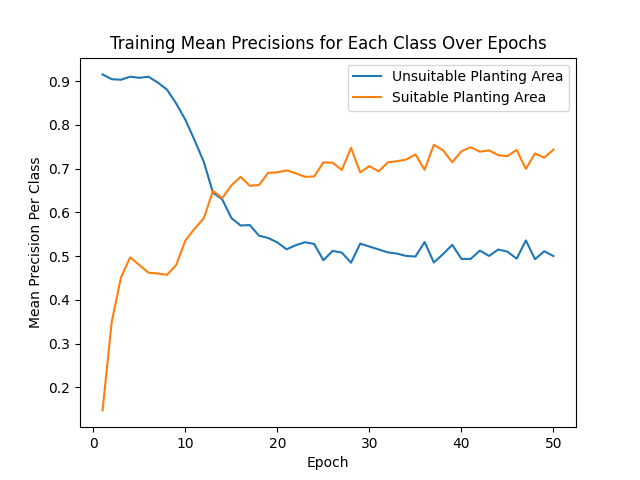 Training Mean Precisions for Each Class Over Epochs
Unsuitable Planting Area
Suitable Planting Area
Mean Precision Per Class
0.9
0.8
0.7
0.6
0.5
0.4
0.3
0.2
0 10 20 30 40 50
Epoch